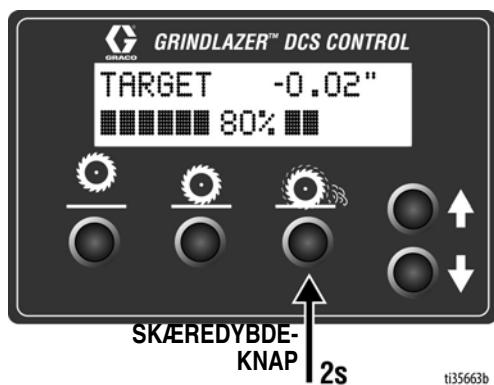 GRACO
GRINDLAZER™ DCS CONTROL
TARGET -0.02"
80%
SKÆREDYBDE-
KNAP
2s
ti35663b